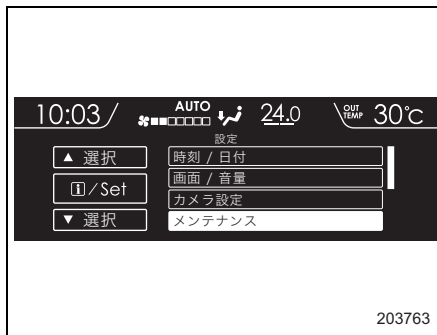 10:03 AUTO 24.0 OUT TEMP 30℃
設定
▲ 選択
時刻 / 日付
i/Set
画面 / 音量
カメラ設定
▼ 選択
メンテナンス
203763